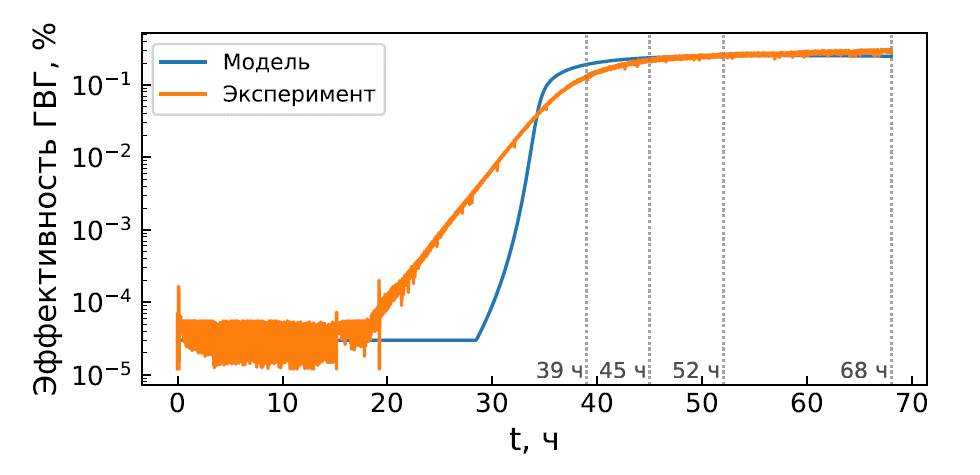 Эффективность ГВГ, %
10⁻¹
10⁻²
10⁻³
10⁻⁴
10⁻⁵
Модель
Эксперимент
39 ч 45 ч 52 ч 68 ч
0 10 20 30 40 50 60 70
t, ч